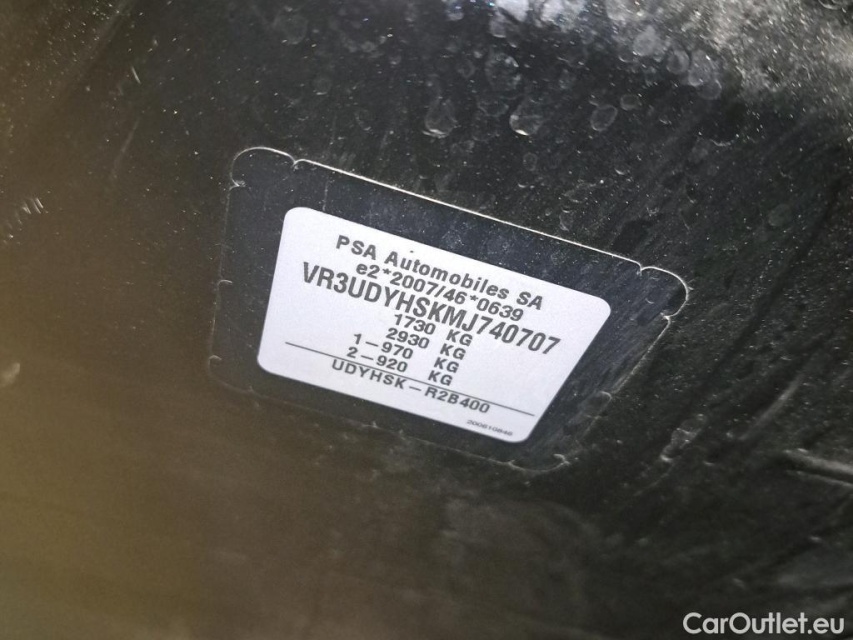 PSA Automobiles SA
e2*2007/46*0639
VR3UDYHSKMJ740707
1730 KG
2930 KG
1-970 KG
2-920 KG
UDYHSK-R2B400
CarOutlet.eu